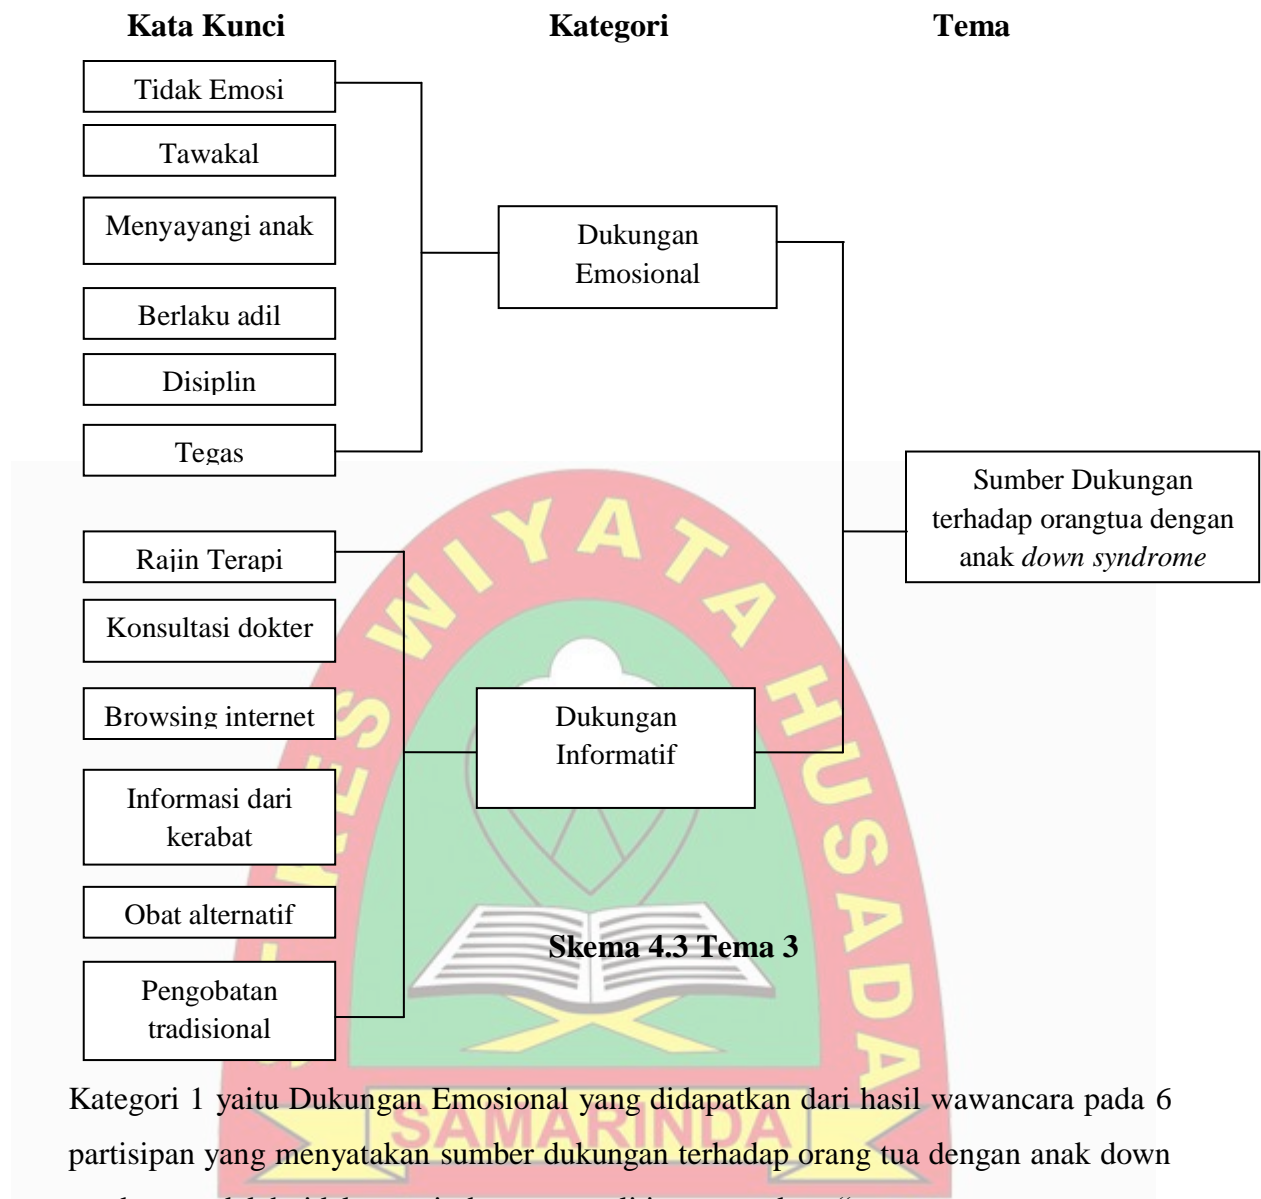 Kata Kunci Kategori Tema
Tidak Emosi
Tawakal
Menyayangi anak
Berlaku adil
Disiplin
Tegas
Dukungan
Emosional
Rajin Terapi
Konsultasi dokter
Browsing internet
Informasi dari
kerabat
Obat alternatif
Pengobatan
tradisional
Dukungan
Informatif
Sumber Dukungan
terhadap orangtua dengan
anak down syndrome
WIYATA HUSADA
SAMARINDA
Skema 4.3 Tema 3
Kategori 1 yaitu Dukungan Emosional yang didapatkan dari hasil wawancara pada 6
partisipan yang menyatakan sumber dukungan terhadap orang tua dengan anak down